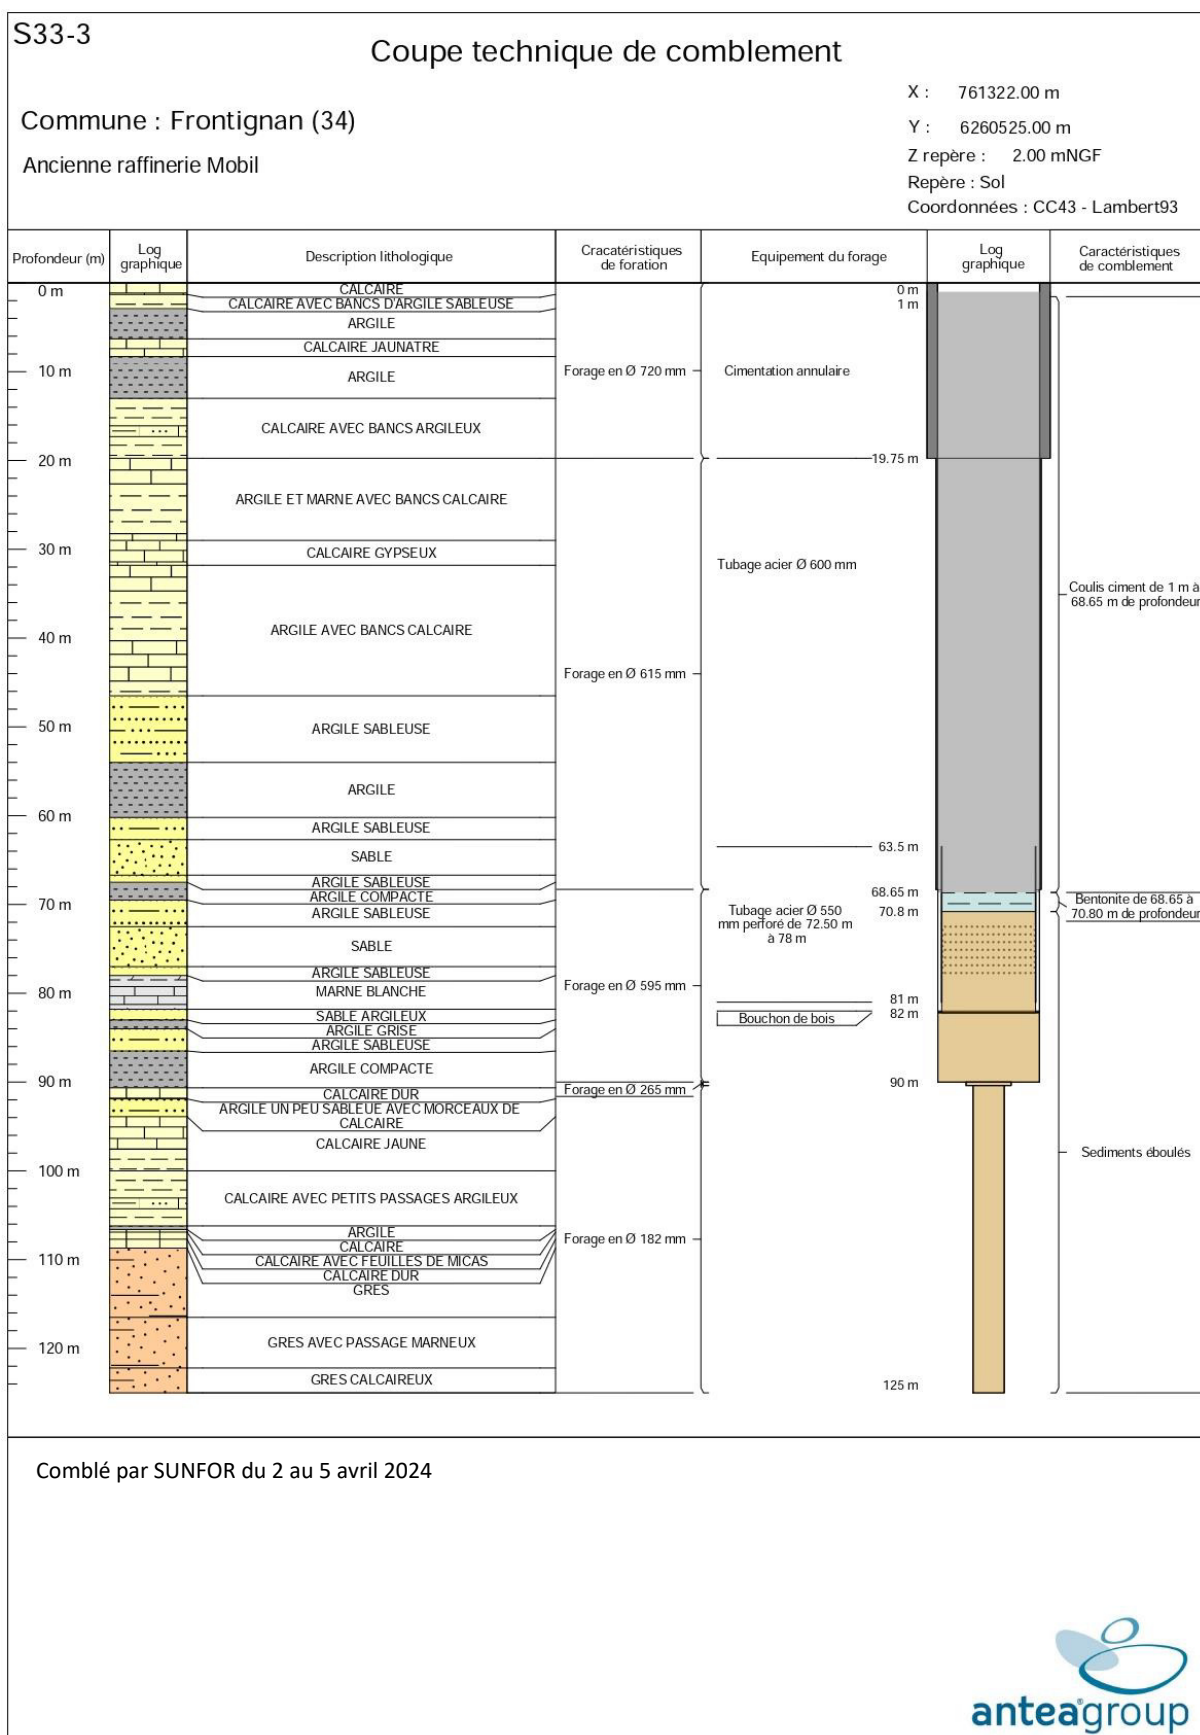 S33-3
Coupe technique de comblement
Commune : Frontignan (34)
Ancienne raffinerie Mobil
X : 761322.00 m
Y : 6260525.00 m
Z repère : 2.00 mNGF
Repère : Sol
Coordonnées : CC43 - Lambert93
Profondeur (m)
Log
graphique
Description lithologique
Cracatéristiques
de foration
Equipement du forage
Log
graphique
Caractéristiques
de comblement
0 m
10 m
20 m
30 m
40 m
50 m
60 m
70 m
80 m
90 m
100 m
110 m
120 m
CALCAIRE
CALCAIRE AVEC BANCS D'ARGILE SABLEUSE
ARGILE
CALCAIRE JAUNATRE
ARGILE
CALCAIRE AVEC BANCS ARGILEUX
ARGILE ET MARNE AVEC BANCS CALCAIRE
CALCAIRE GYPSEUX
ARGILE AVEC BANCS CALCAIRE
ARGILE SABLEUSE
ARGILE
ARGILE SABLEUSE
SABLE
ARGILE SABLEUSE
ARGILE COMPACTE
ARGILE SABLEUSE
SABLE
ARGILE SABLEUSE
MARNE BLANCHE
SABLE ARGILEUX
ARGILE GRISE
ARGILE SABLEUSE
ARGILE COMPACTE
CALCAIRE DUR
ARGILE UN PEU SABLEUE AVEC MORCEAUX DE
CALCAIRE
CALCAIRE JAUNE
CALCAIRE AVEC PETITS PASSAGES ARGILEUX
ARGILE
CALCAIRE
CALCAIRE AVEC FEUILLES DE MICAS
CALCAIRE DUR
GRES
GRES AVEC PASSAGE MARNEUX
GRES CALCAIREUX
Forage en Ø 720 mm
Forage en Ø 615 mm
Forage en Ø 595 mm
Forage en Ø 265 mm
Forage en Ø 182 mm
Cimentation annulaire
Tubage acier Ø 600 mm
Tubage acier Ø 550
mm perforé de 72.50 m
à 78 m
Bouchon de bois
0 m
1 m
19.75 m
63.5 m
68.65 m
70.8 m
81 m
82 m
90 m
125 m
Coulis ciment de 1 m à
68.65 m de profondeur
Bentonite de 68.65 à
70.80 m de profondeur
Sediments éboulés
Comblé par SUNFOR du 2 au 5 avril 2024
anteagroup